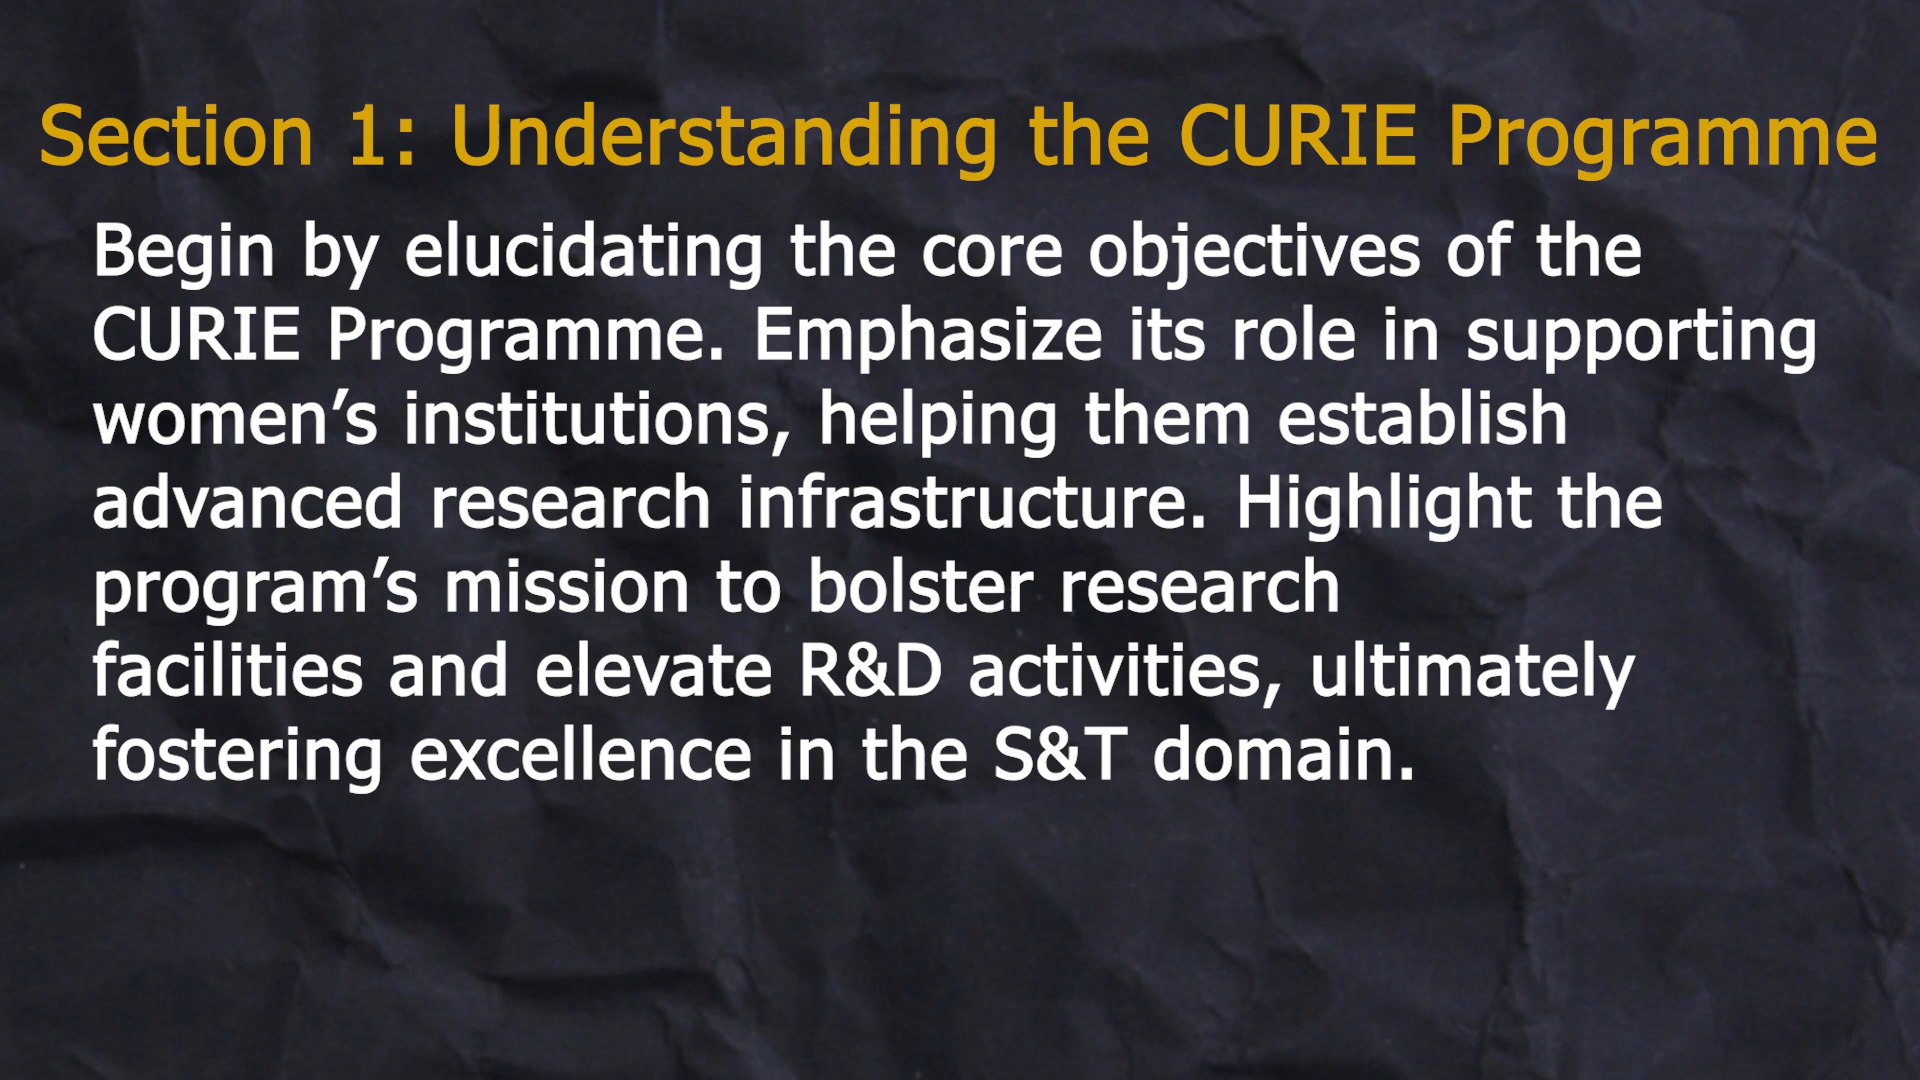 Section 1: Understanding the CURIE Programme
Begin by elucidating the core objectives of the
CURIE Programme. Emphasize its role in supporting
women’s institutions, helping them establish
advanced research infrastructure. Highlight the
program’s mission to bolster research
facilities and elevate R&D activities, ultimately
fostering excellence in the S&T domain.